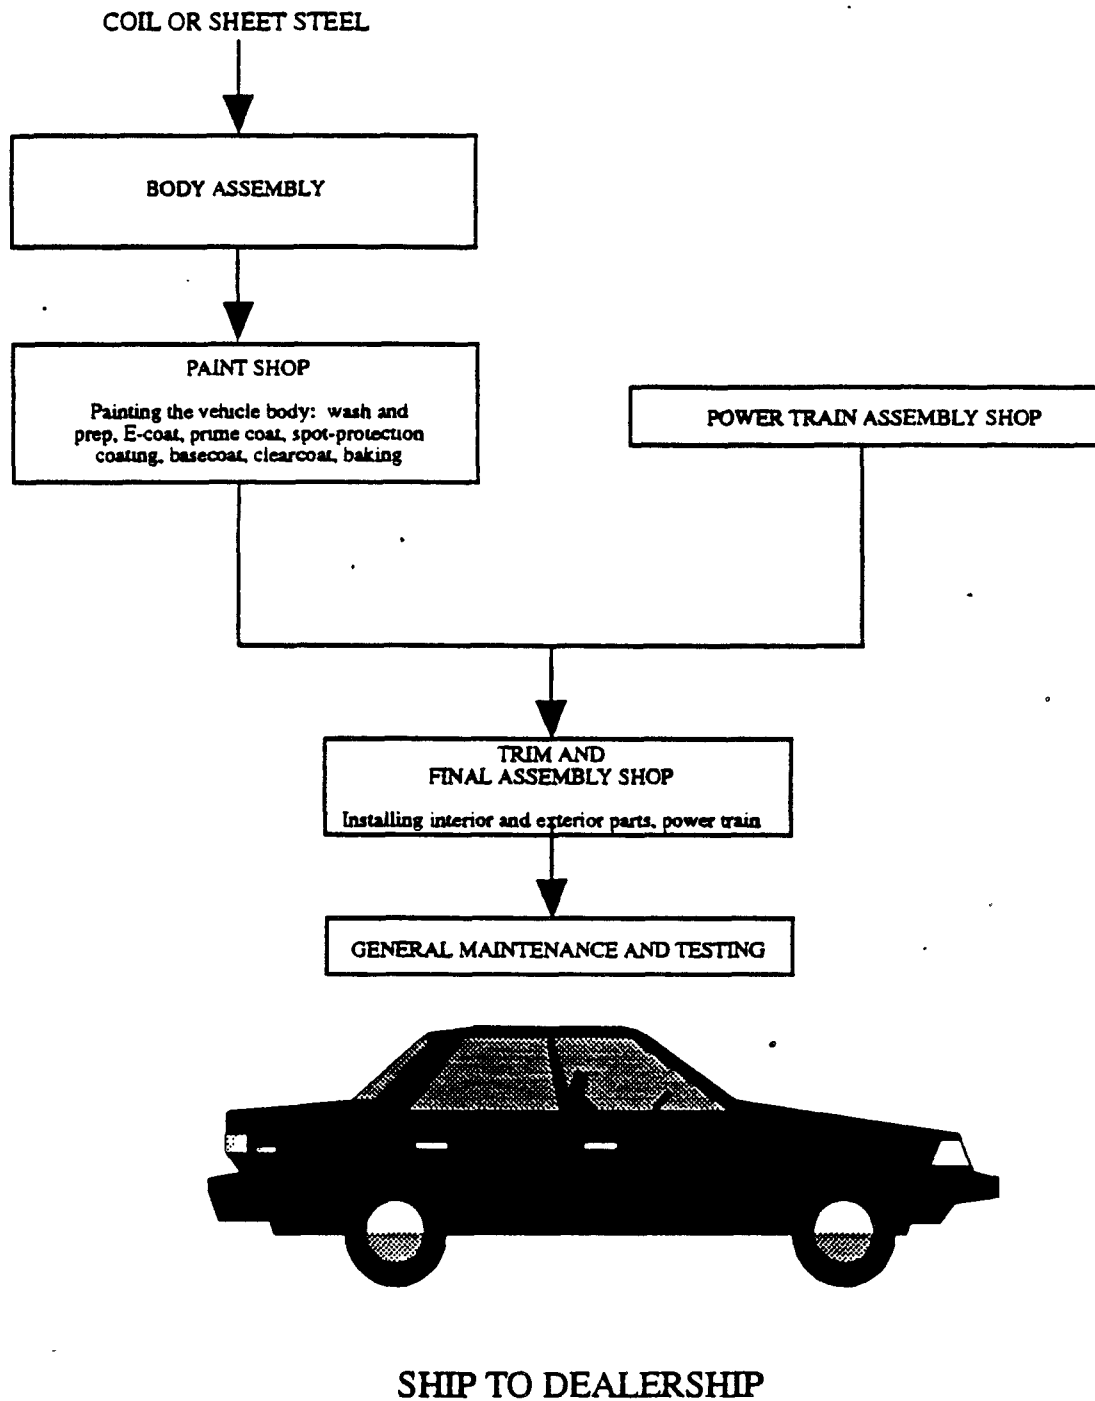 COIL OR SHEET STEEL
BODY ASSEMBLY
PAINT SHOP
Painting the vehicle body: wash and
prep, E-coat, prime coat, spot-protection
coating, basecoat, clearcoat, baking
POWER TRAIN ASSEMBLY SHOP
TRIM AND
FINAL ASSEMBLY SHOP
Installing interior and exterior parts, power train
GENERAL MAINTENANCE AND TESTING
SHIP TO DEALERSHIP